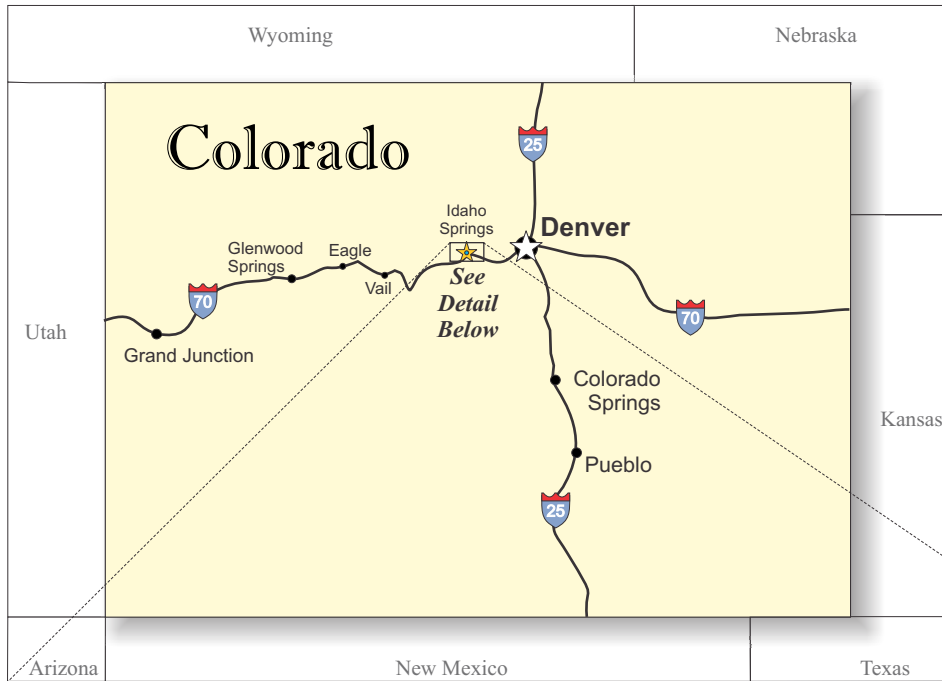 Wyoming
Nebraska
Colorado
25
Idaho
Springs
Denver
Glenwood
Springs
Eagle
Vail
See
Detail
Below
70
70
Utah
Grand Junction
Colorado
Springs
Kansas
Pueblo
25
Arizona
New Mexico
Texas